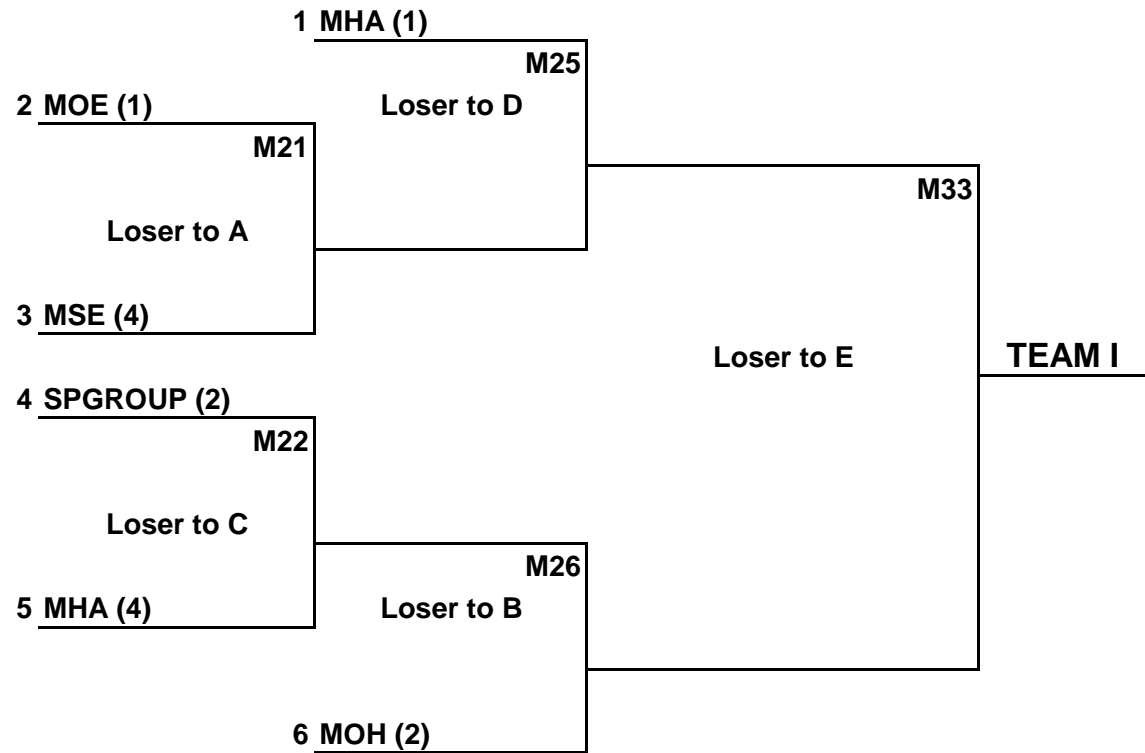 1 MHA (1)
M25
2 MOE (1)
Loser to D
M21
M33
Loser to A
3 MSE (4)
Loser to E
TEAM I
4 SPGROUP (2)
M22
Loser to C
M26
5 MHA (4)
Loser to B
6 MOH (2)